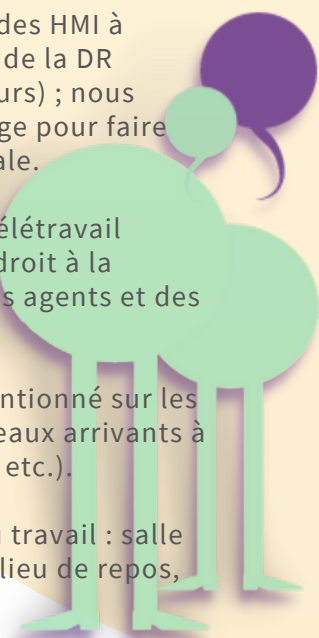 des HMI à
de la DR
urs) ; nous
ge pour faire
ale.
élétravail
droit à la
s agents et des
ntionné sur les
eaux arrivants à
etc.).
u travail : salle
lieu de repos,